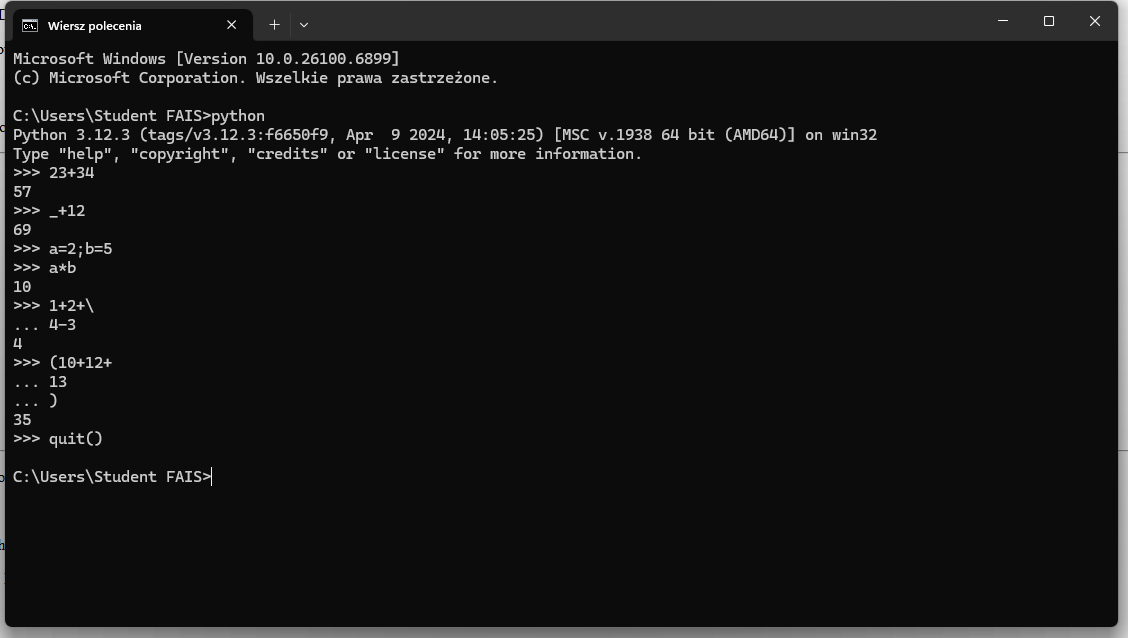 Wiersz polecenia
Microsoft Windows [Version 10.0.26100.6899]
(c) Microsoft Corporation. Wszelkie prawa zastrzeżone.
C:\Users\Student FAIS>python
Python 3.12.3 (tags/v3.12.3:f6650f9, Apr  9 2024, 14:05:25) [MSC v.1938 64 bit (AMD64)] on win32
Type "help", "copyright", "credits" or "license" for more information.
>>> 23+34
57
>>> _+12
69
>>> a=2;b=5
>>> a*b
10
>>> 1+2+\
... 4-3
4
>>> (10+12+
... 13
... )
35
>>> quit()
C:\Users\Student FAIS>